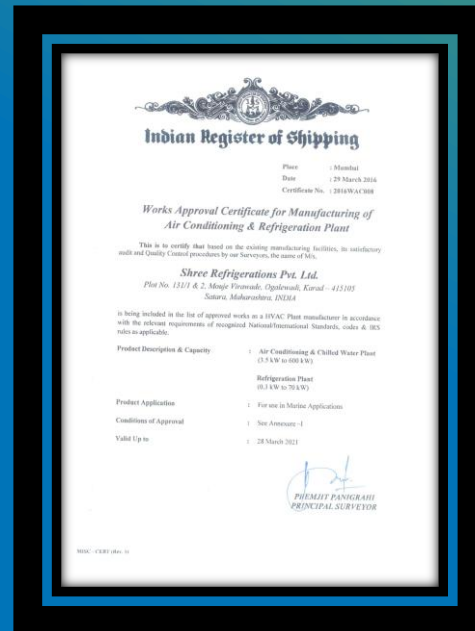 Indian Register of Shipping
Place : Mumbai
Date : 29 March 2016
Certificate No. : 2016WAC008
Works Approval Certificate for Manufacturing of
Air Conditioning & Refrigeration Plant
This is to certify that based on the existing manufacturing facilities, its satisfactory
audit and Quality Control procedures by our Surveyors, the name of M/s.
Shree Refrigerations Pvt. Ltd.
Plot No. 131/1 & 2, Mouje Virawade, Ogalewadi, Karad – 415105
Satara, Maharashtra, INDIA
is being included in the list of approved works as a HVAC Plant manufacturer in accordance
with the relevant requirements of recognised National/International Standards, codes & IRS
rules as applicable.
Product Description & Capacity : Air Conditioning & Chilled Water Plant
(3.5 kW to 600 kW)
Refrigeration Plant
(0.3 kW to 70 kW)
Product Application : For use in Marine Applications
Conditions of Approval : See Annexure -I
Valid Up to : 28 March 2021
PREMJIT PANIGRAHI
PRINCIPAL SURVEYOR